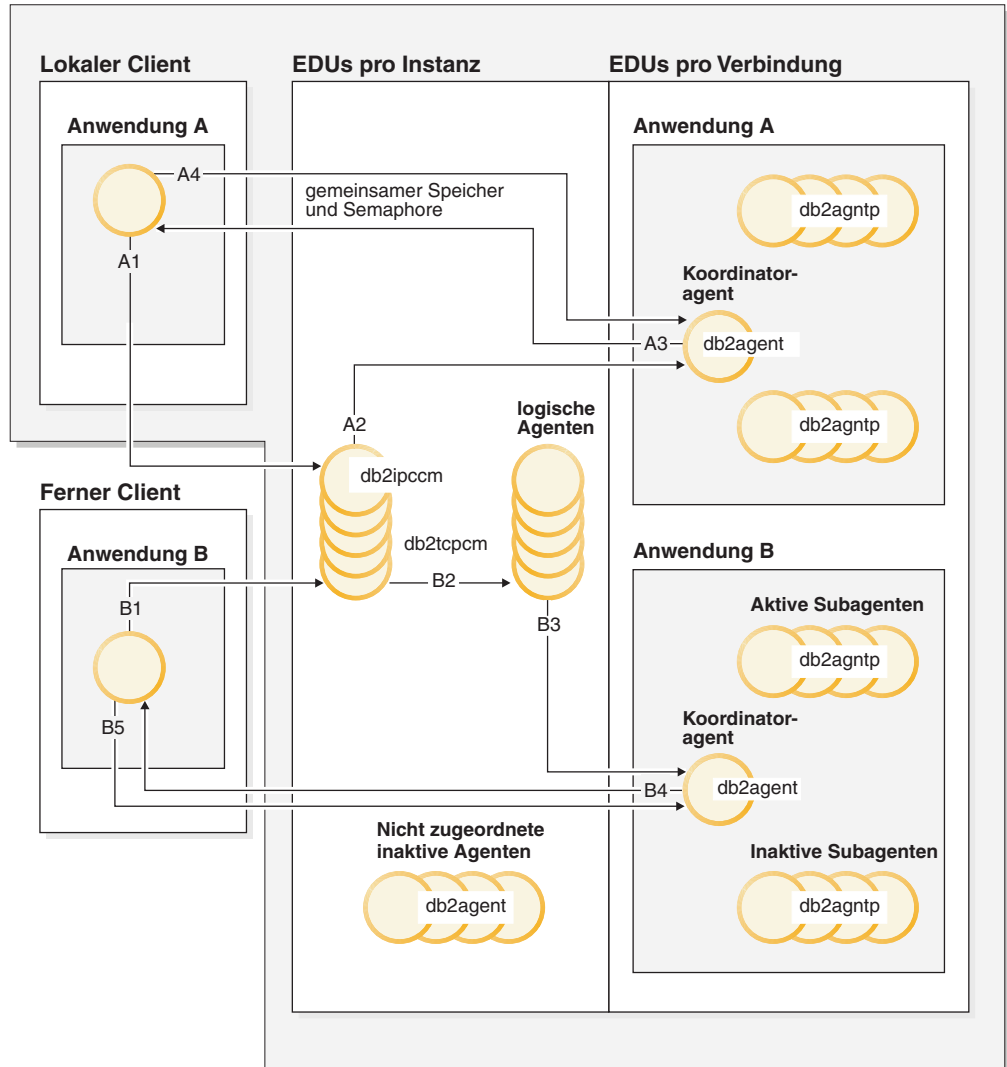 Lokaler Client
EDUs pro Instanz
EDUs pro Verbindung
Anwendung A
A4
A1
gemeinsamer Speicher
und Semaphore
Anwendung A
db2agntp
Koordinator-
agent
A3
db2agent
db2agntp
A2
db2ipccm
logische
Agenten
db2tcpcm
B2
B3
Ferner Client
Anwendung B
B1
B5
Anwendung B
Aktive Subagenten
db2agntp
Koordinator-
agent
B4
db2agent
Nicht zugeordnete
inaktive Agenten
db2agent
Inaktive Subagenten
db2agntp